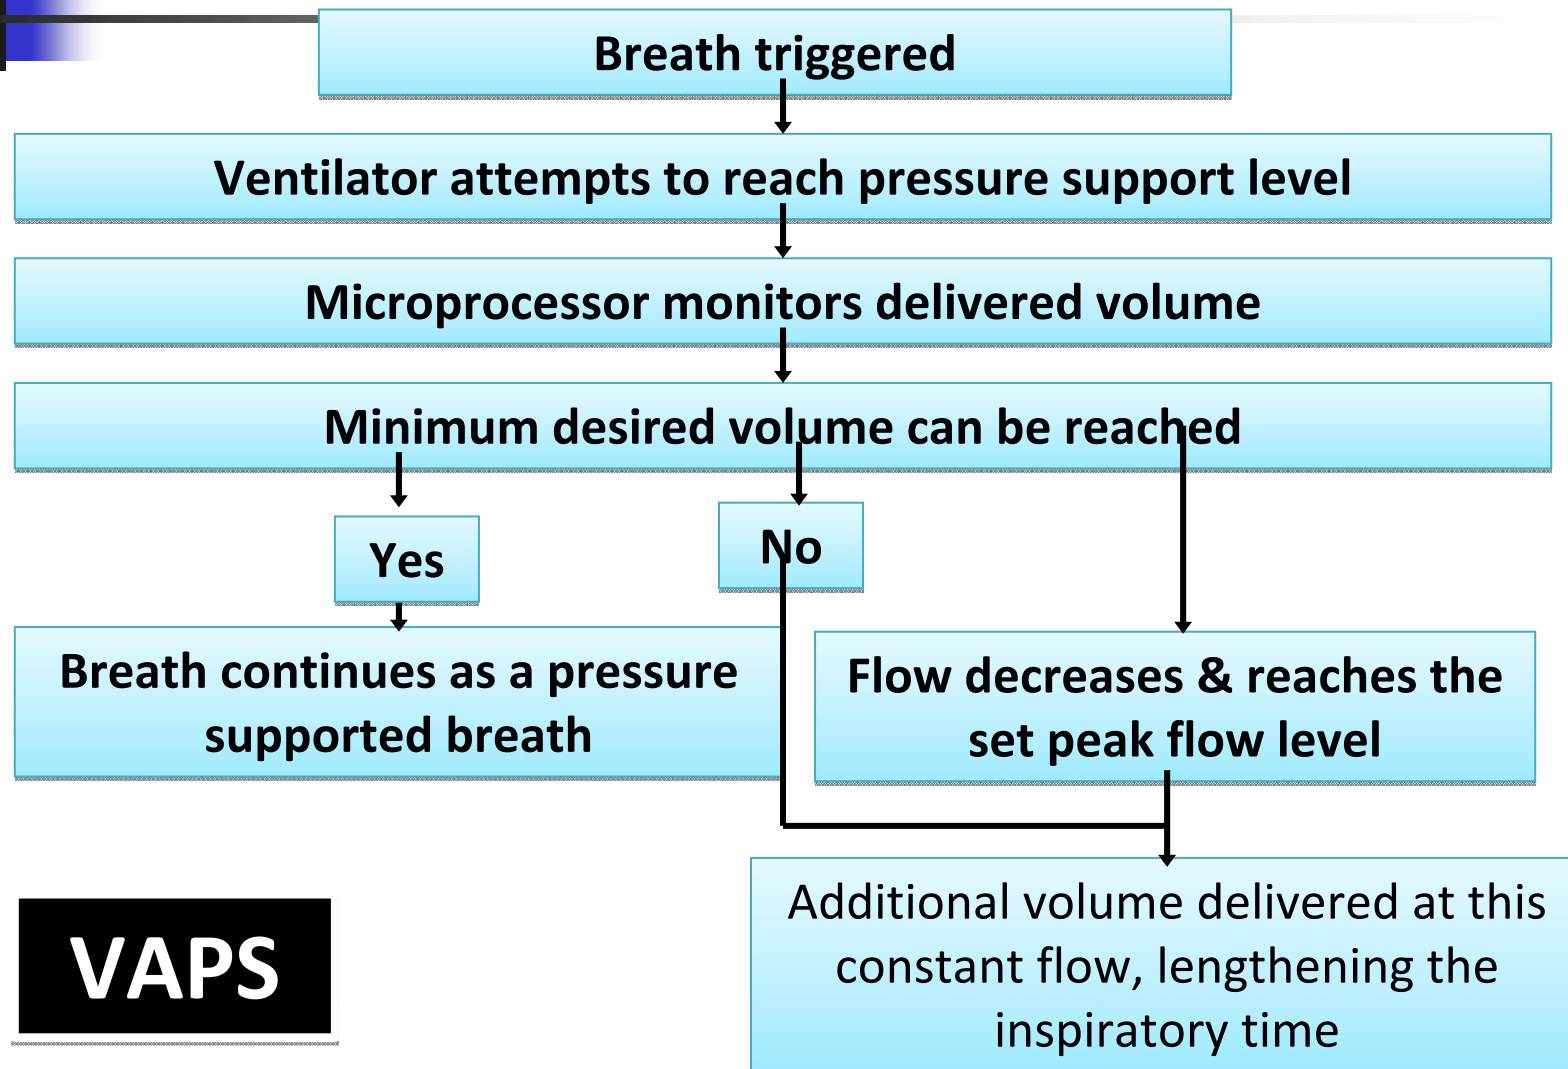 Breath triggered
Ventilator attempts to reach pressure support level
Microprocessor monitors delivered volume
Minimum desired volume can be reached
Yes
No
Breath continues as a pressure
supported breath
Flow decreases & reaches the
set peak flow level
Additional volume delivered at this
constant flow, lengthening the
inspiratory time
VAPS